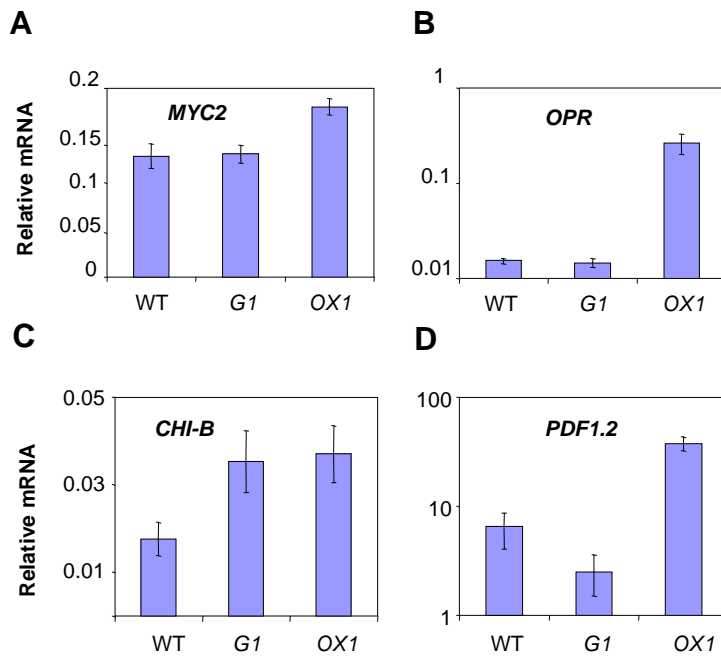 A
Relative mRNA
0.2
0.15
0.1
0.05
0
MYC2
WT G1 OX1
B
1
0.1
0.01
OPR
WT G1 OX1
C
Relative mRNA
0.05
0.03
0.01
CHI-B
WT G1 OX1
D
100
10
1
PDF1.2
WT G1 OX1